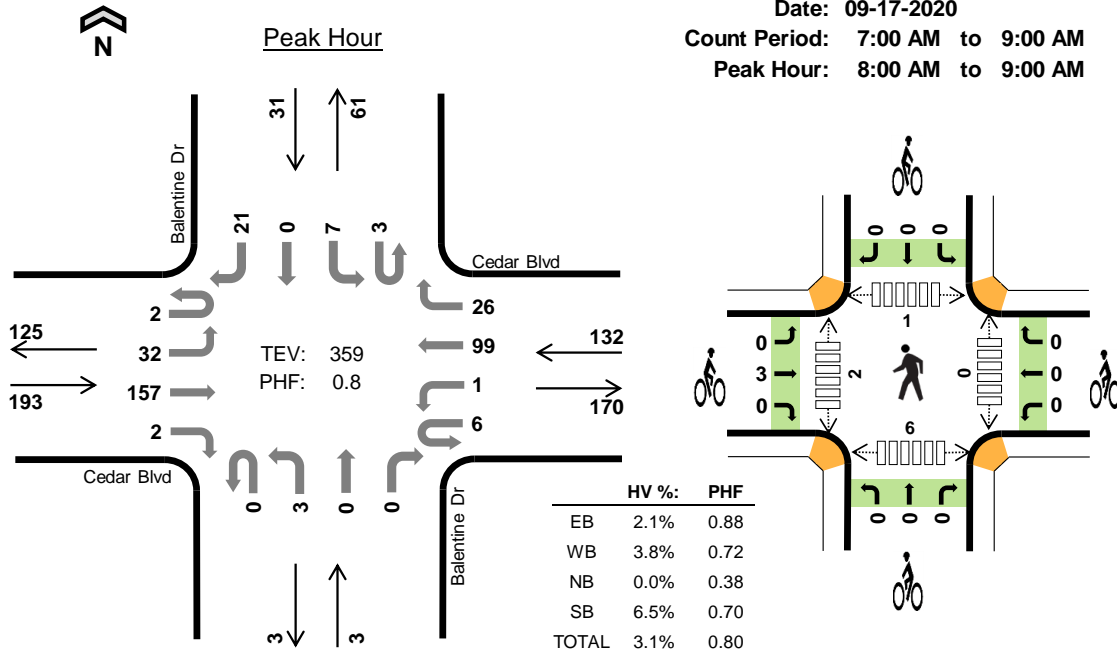 Date: 09-17-2020
N
Peak Hour
Count Period: 7:00 AM to 9:00 AM
Peak Hour: 8:00 AM to 9:00 AM
31
61
Balentine Dr
21
0
7
3
Cedar Blvd
2
26
125
32
99
132
TEV: 359
PHF: 0.8
193
157
1
170
2
6
Cedar Blvd
0
3
0
0
Balentine Dr
3
3
HV %: PHF
EB 2.1% 0.88
WB 3.8% 0.72
NB 0.0% 0.38
SB 6.5% 0.70
TOTAL 3.1% 0.80
0 0 0
1
0
3
0
2
0
0
0
0
6
0 0 0